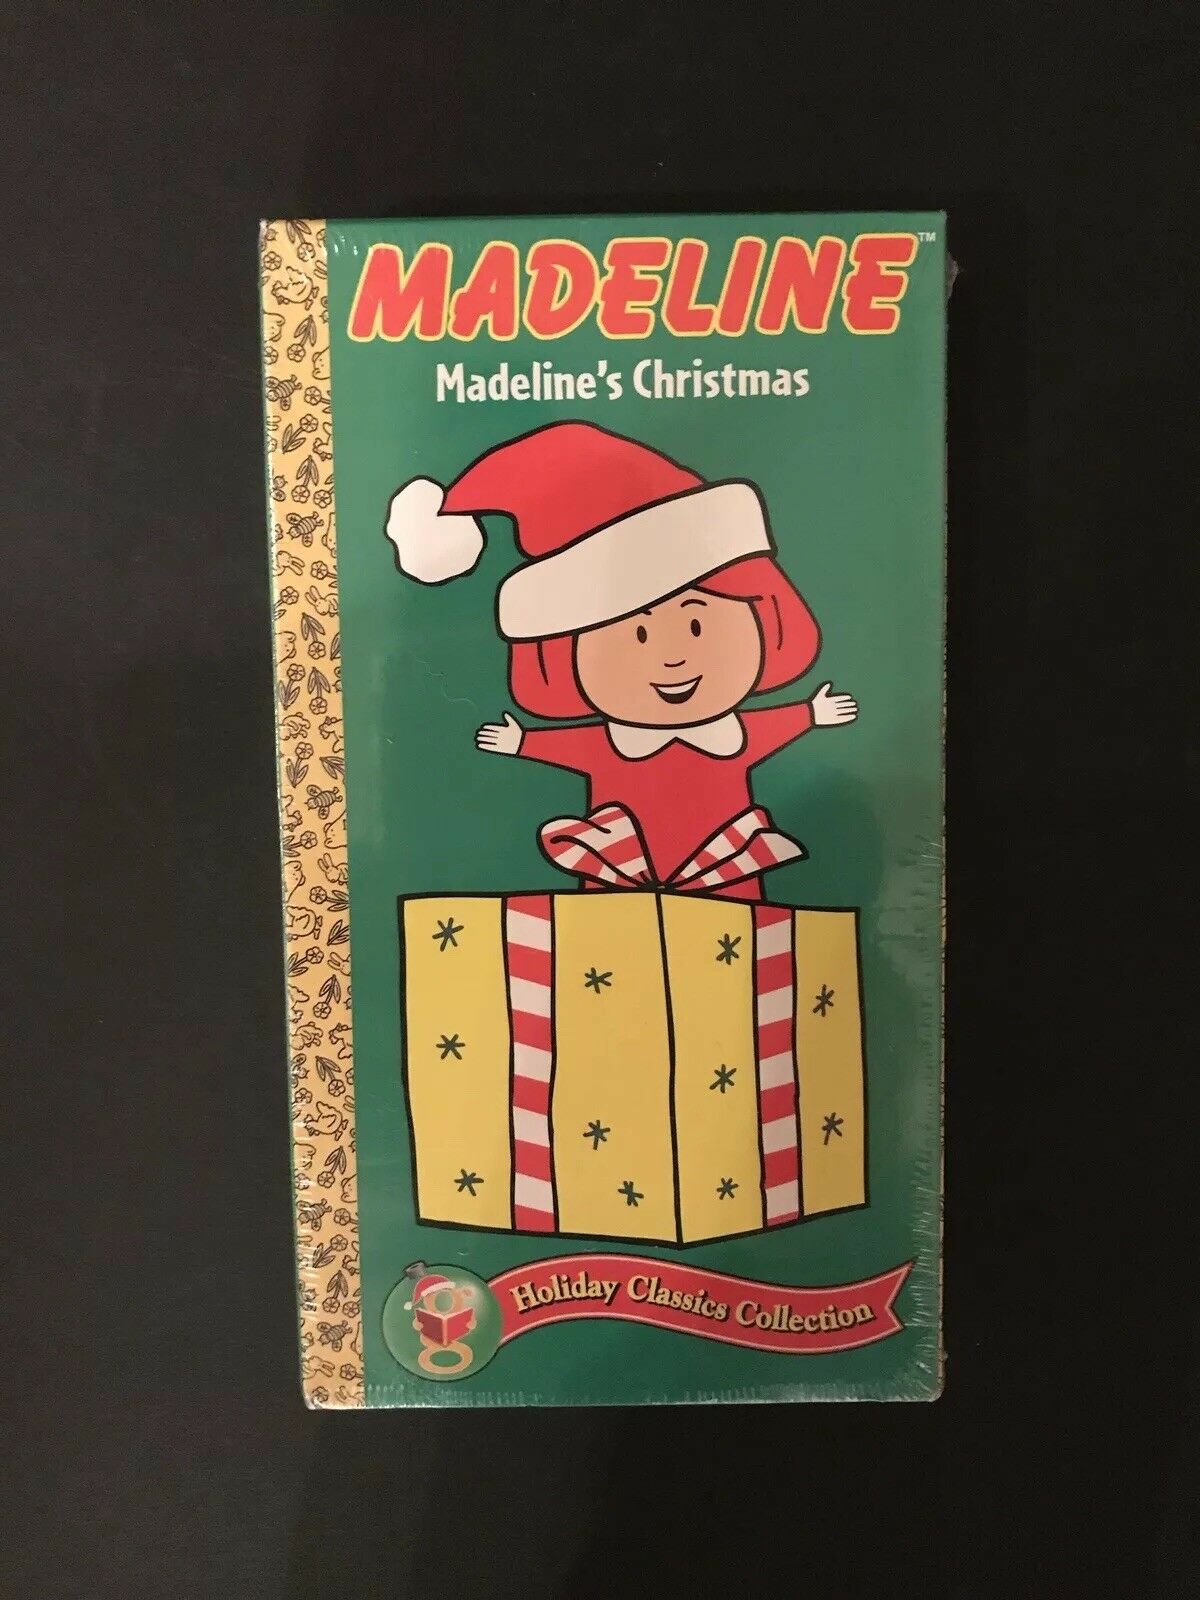 MADELINE™
Madeline's Christmas
Holiday Classics Collection